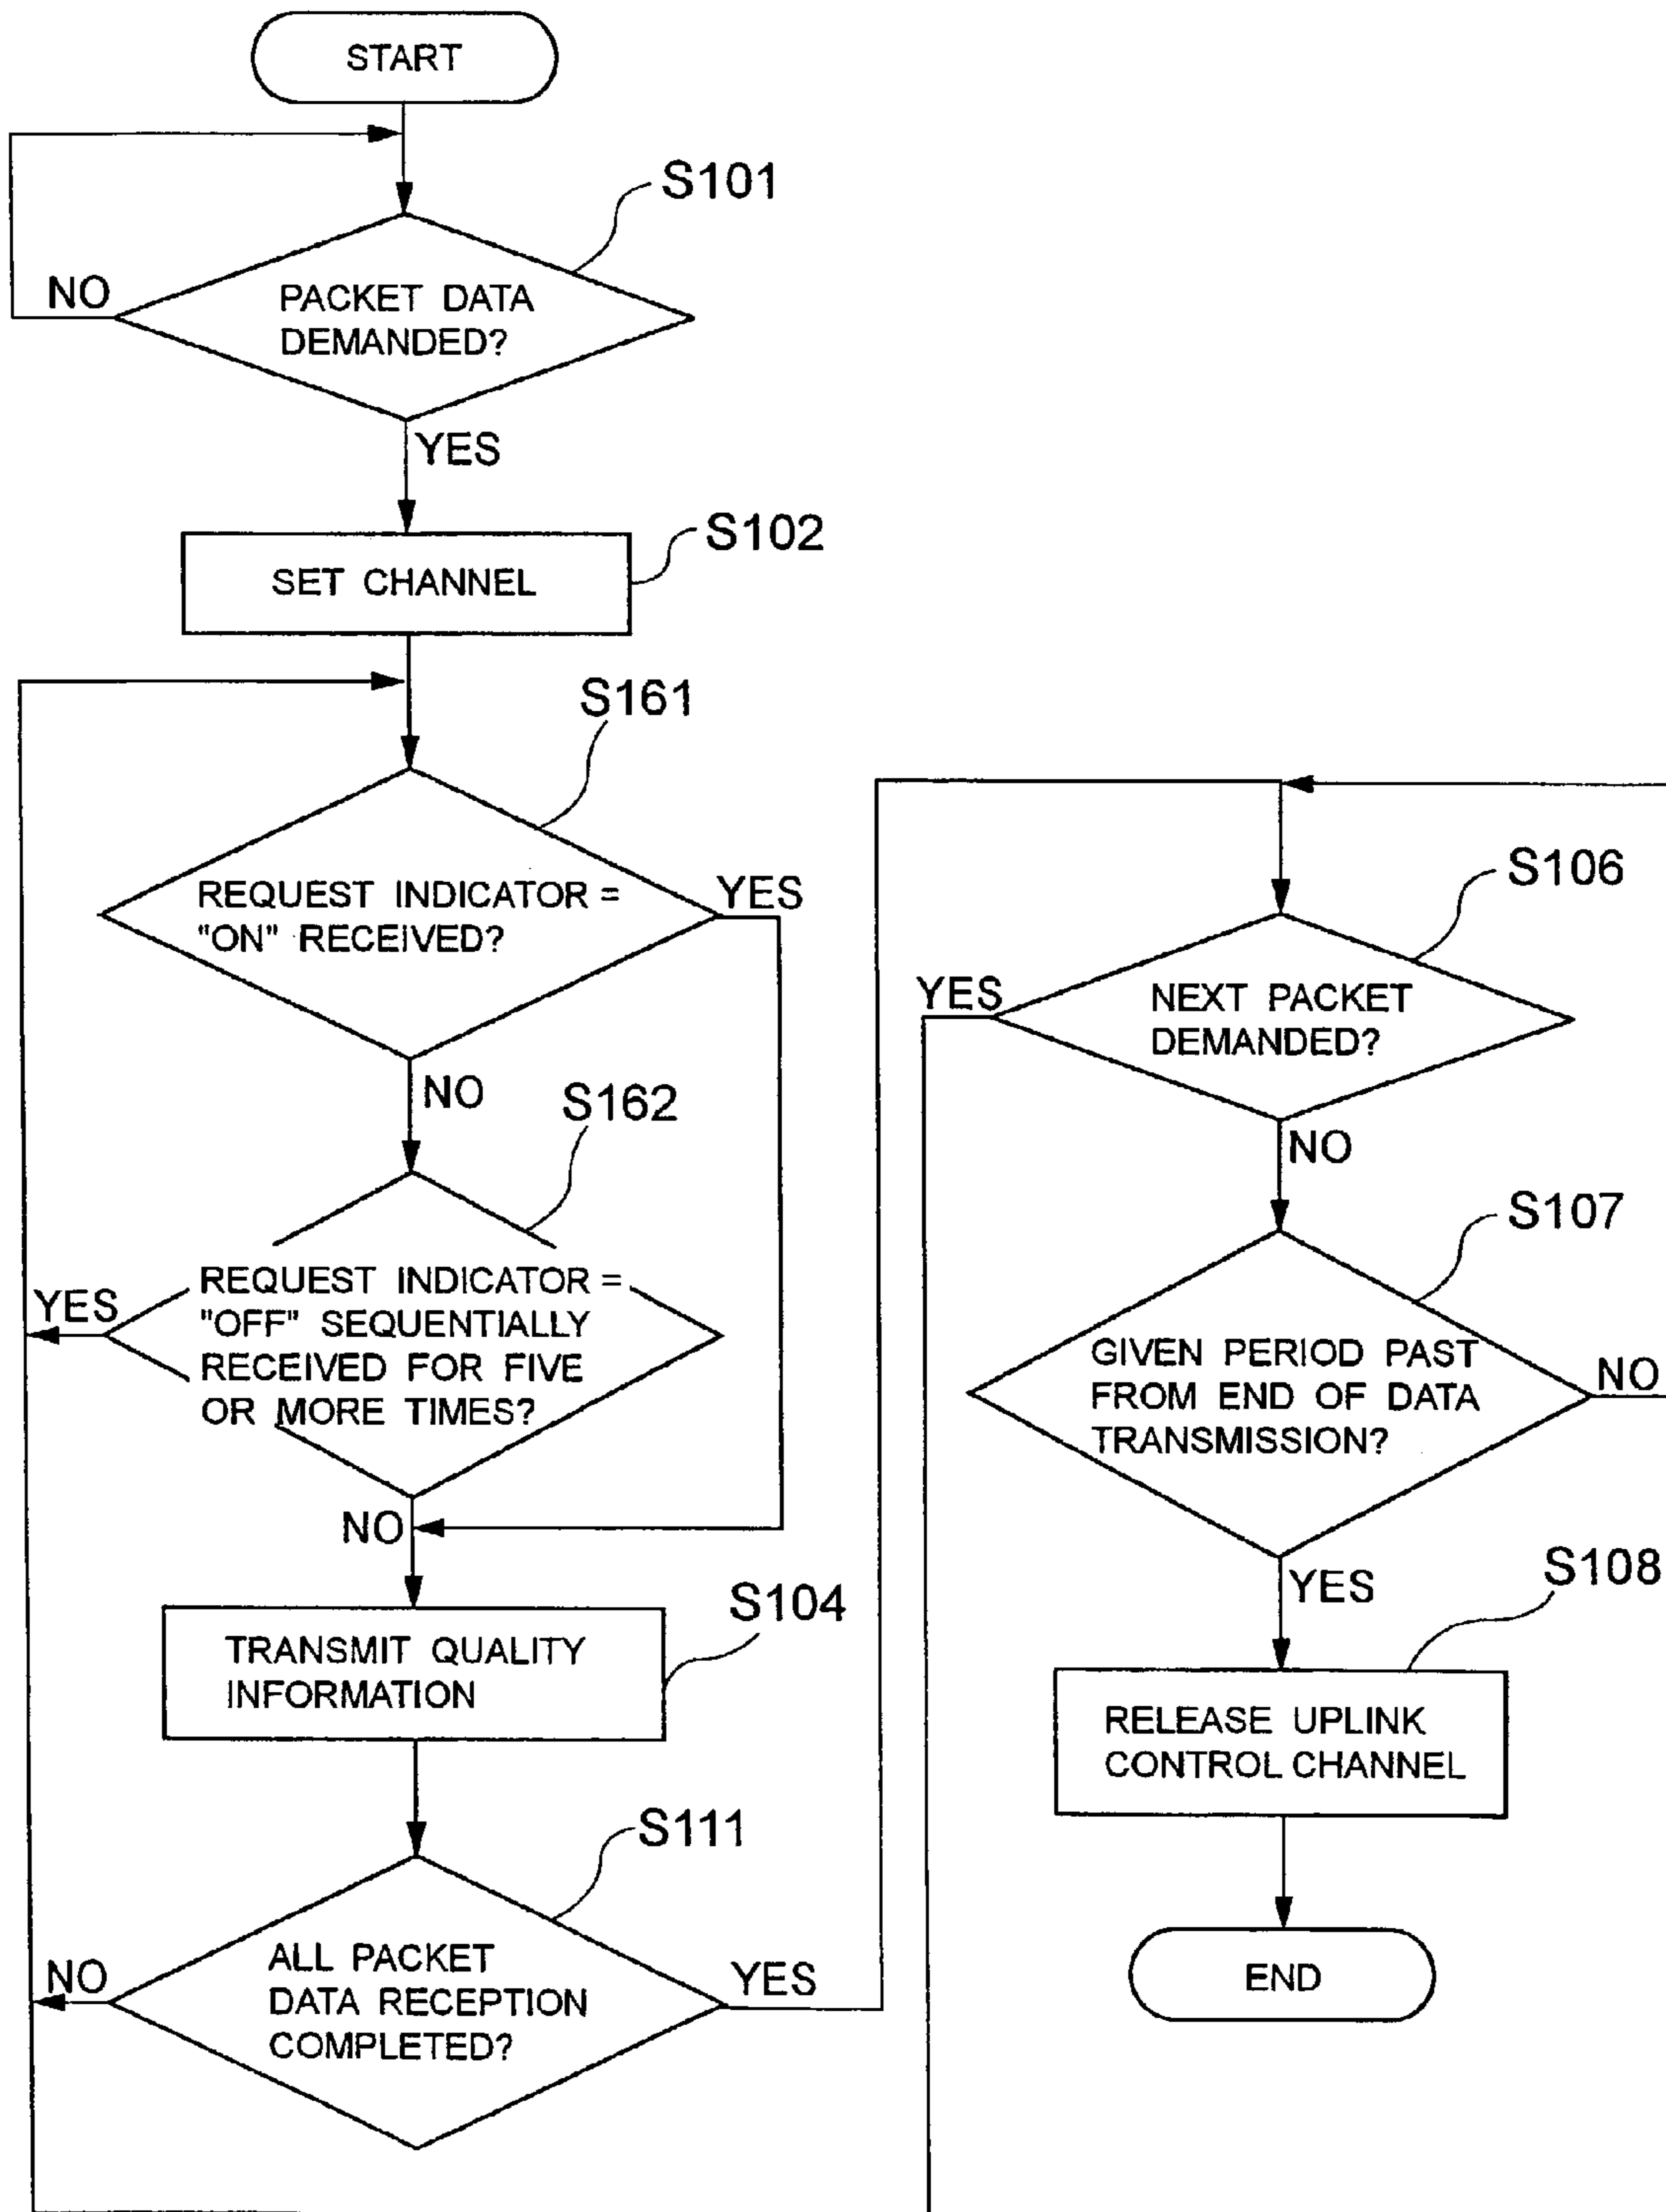 START
S101
NO
PACKET DATA
DEMANDED?
YES
S102
SET CHANNEL
S161
REQUEST INDICATOR =
"ON" RECEIVED?
YES
NO
S162
REQUEST INDICATOR =
"OFF" SEQUENTIALLY
RECEIVED FOR FIVE
OR MORE TIMES?
YES
NO
S104
TRANSMIT QUALITY
INFORMATION
S111
ALL PACKET
DATA RECEPTION
COMPLETED?
NO
YES
S106
YES
NEXT PACKET
DEMANDED?
NO
S107
GIVEN PERIOD PAST
FROM END OF DATA
TRANSMISSION?
NO
YES
S108
RELEASE UPLINK
CONTROL CHANNEL
END